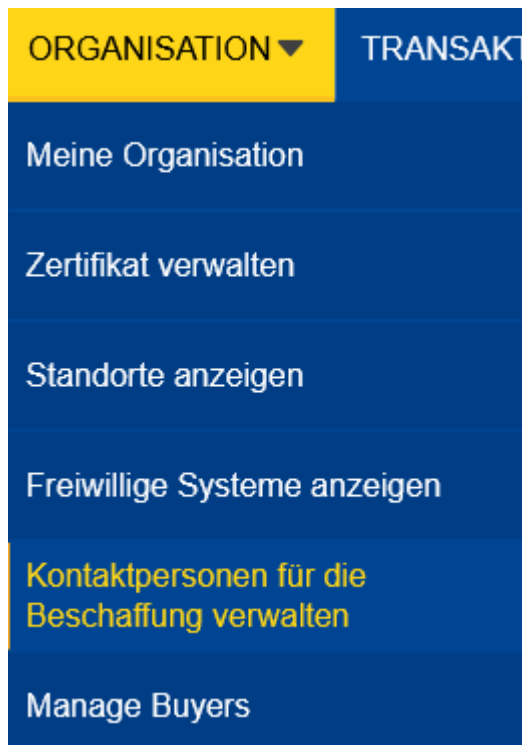 ORGANISATION TRANSAKT
Meine Organisation
Zertifikat verwalten
Standorte anzeigen
Freiwillige Systeme anzeigen
Kontaktpersonen für die
Beschaffung verwalten
Manage Buyers